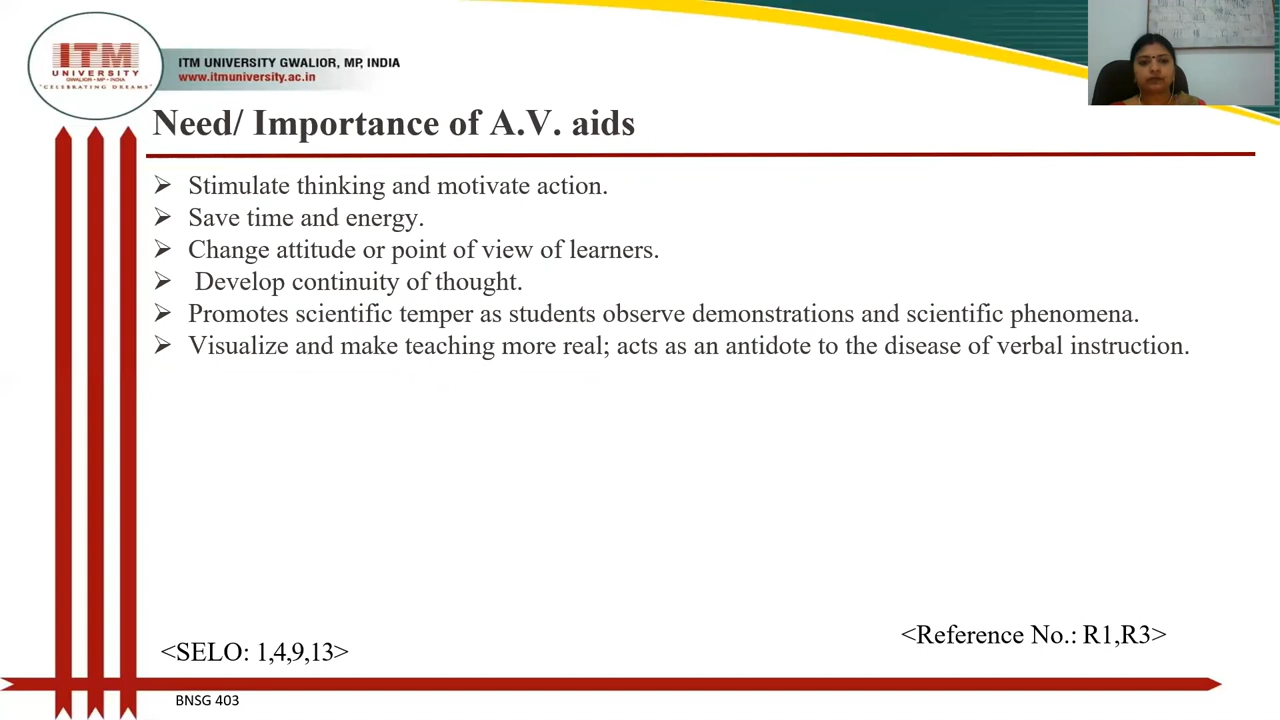 ITM
UNIVERSITY
GWALIOR • MP • INDIA
"CELEBRATING DREAMS"
ITM UNIVERSITY GWALIOR, MP, INDIA
www.itmuniversity.ac.in
Need/ Importance of A.V. aids
➢ Stimulate thinking and motivate action.
➢ Save time and energy.
➢ Change attitude or point of view of learners.
➢ Develop continuity of thought.
➢ Promotes scientific temper as students observe demonstrations and scientific phenomena.
➢ Visualize and make teaching more real; acts as an antidote to the disease of verbal instruction.
<Reference No.: R1,R3>
<SELO: 1,4,9,13>
BNSG 403